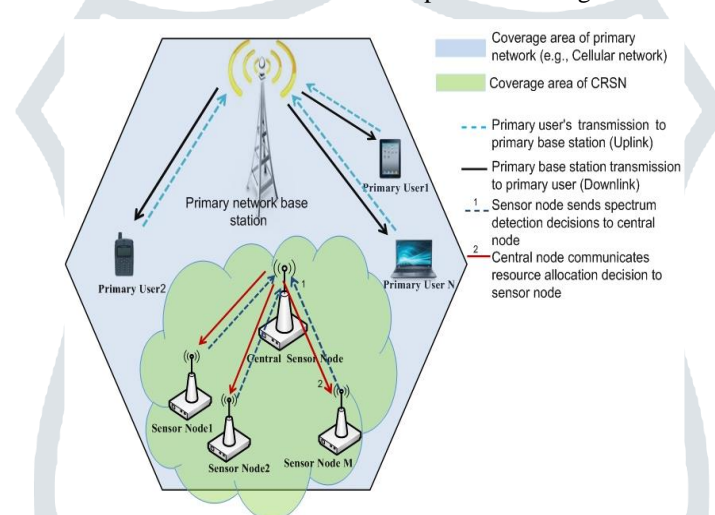 Coverage area of primary
network (e.g., Cellular network)
Coverage area of CRSN
Primary user's transmission to
primary base station (Uplink)
Primary base station transmission
to primary user (Downlink)
1
Sensor node sends spectrum
detection decisions to central
node
2
Central node communicates
resource allocation decision to
sensor node
Primary User1
Primary network base
station
Primary User2
Primary User N
1
Central Sensor Node
2
Sensor Node1
Sensor Node2
Sensor Node M